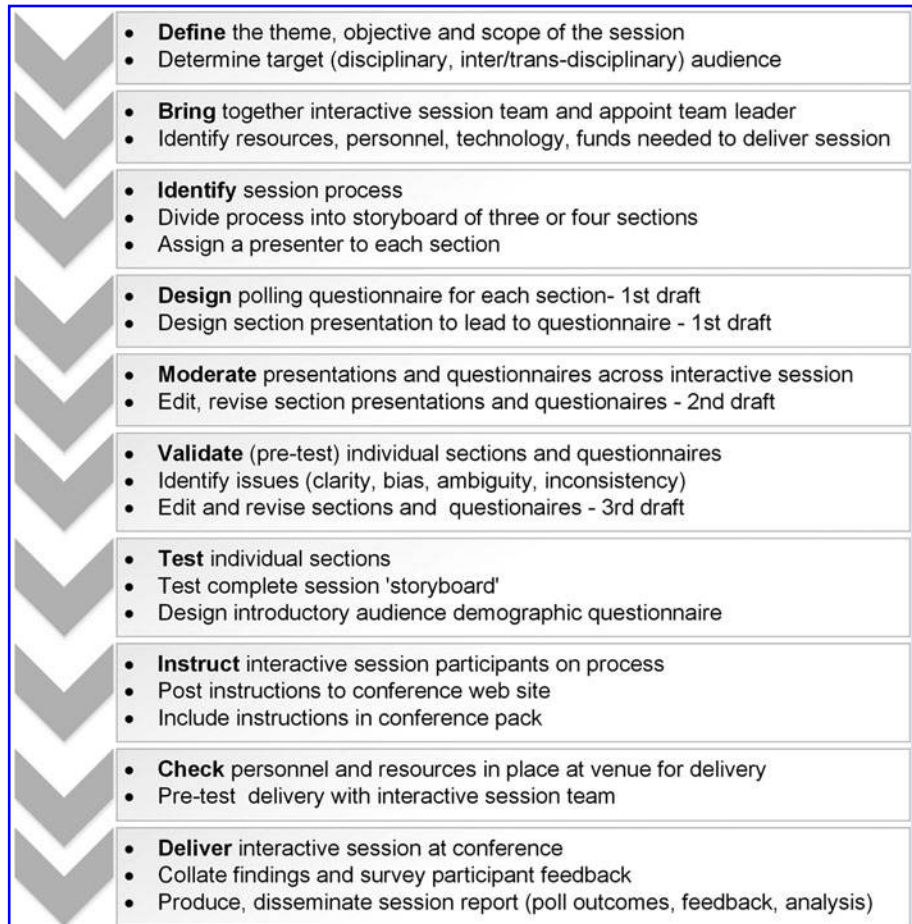 • Define the theme, objective and scope of the session
• Determine target (disciplinary, inter/trans-disciplinary) audience
• Bring together interactive session team and appoint team leader
• Identify resources, personnel, technology, funds needed to deliver session
• Identify session process
• Divide process into storyboard of three or four sections
• Assign a presenter to each section
• Design polling questionnaire for each section- 1st draft
• Design section presentation to lead to questionnaire - 1st draft
• Moderate presentations and questionnaires across interactive session
• Edit, revise section presentations and questionaires - 2nd draft
• Validate (pre-test) individual sections and questionnaires
• Identify issues (clarity, bias, ambiguity, inconsistency)
• Edit and revise sections and questionaires - 3rd draft
• Test individual sections
• Test complete session 'storyboard'
• Design introductory audience demographic questionnaire
• Instruct interactive session participants on process
• Post instructions to conference web site
• Include instructions in conference pack
• Check personnel and resources in place at venue for delivery
• Pre-test delivery with interactive session team
• Deliver interactive session at conference
• Collate findings and survey participant feedback
• Produce, disseminate session report (poll outcomes, feedback, analysis)